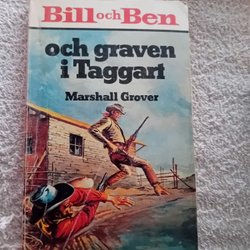 Bill och Ben
och graven
i Taggart
Marshall Grover